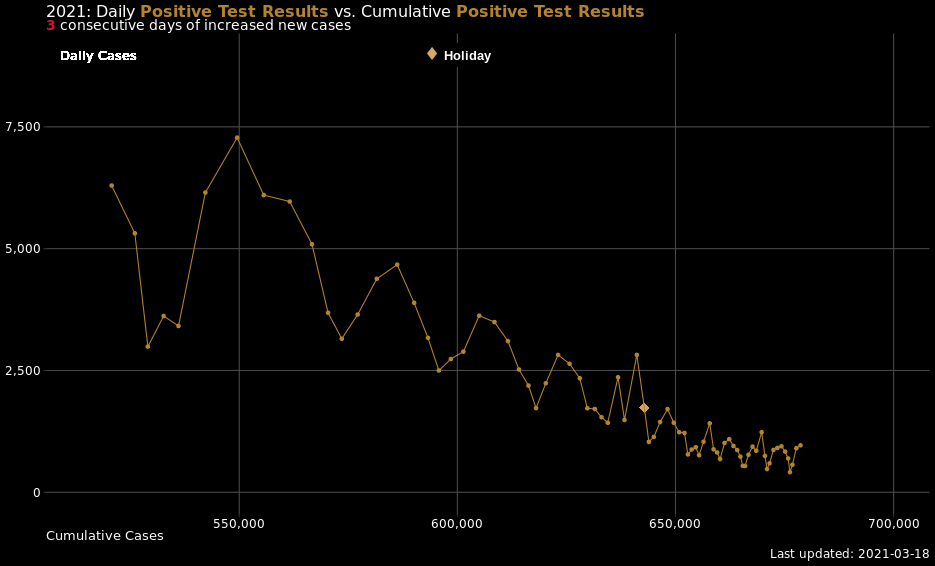 2021: Daily Positive Test Results vs. Cumulative Positive Test Results
3 consecutive days of increased new cases
Daily Cases
Holiday
7,500
5,000
2,500
0
550,000 600,000 650,000 700,000
Cumulative Cases
Last updated: 2021-03-18